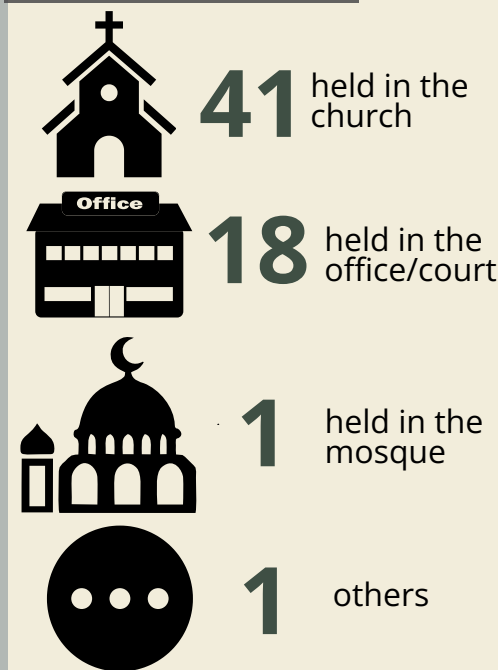 41 held in the
church
Office
18 held in the
office/court
1 held in the
mosque
1 others